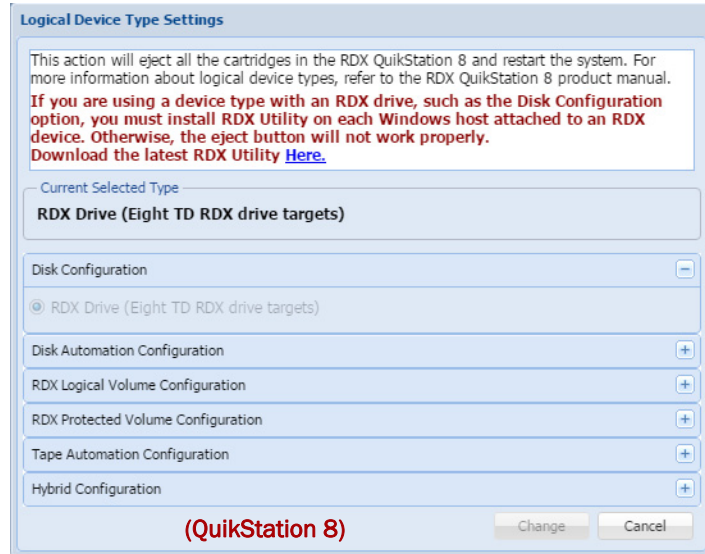 Logical Device Type Settings
This action will eject all the cartridges in the RDX QuikStation 8 and restart the system. For
more information about logical device types, refer to the RDX QuikStation 8 product manual.
If you are using a device type with an RDX drive, such as the Disk Configuration
option, you must install RDX Utility on each Windows host attached to an RDX
device. Otherwise, the eject button will not work properly.
Download the latest RDX Utility Here.
Current Selected Type
RDX Drive (Eight TD RDX drive targets)
Disk Configuration
RDX Drive (Eight TD RDX drive targets)
Disk Automation Configuration
RDX Logical Volume Configuration
RDX Protected Volume Configuration
Tape Automation Configuration
Hybrid Configuration
(QuikStation 8)
Change
Cancel